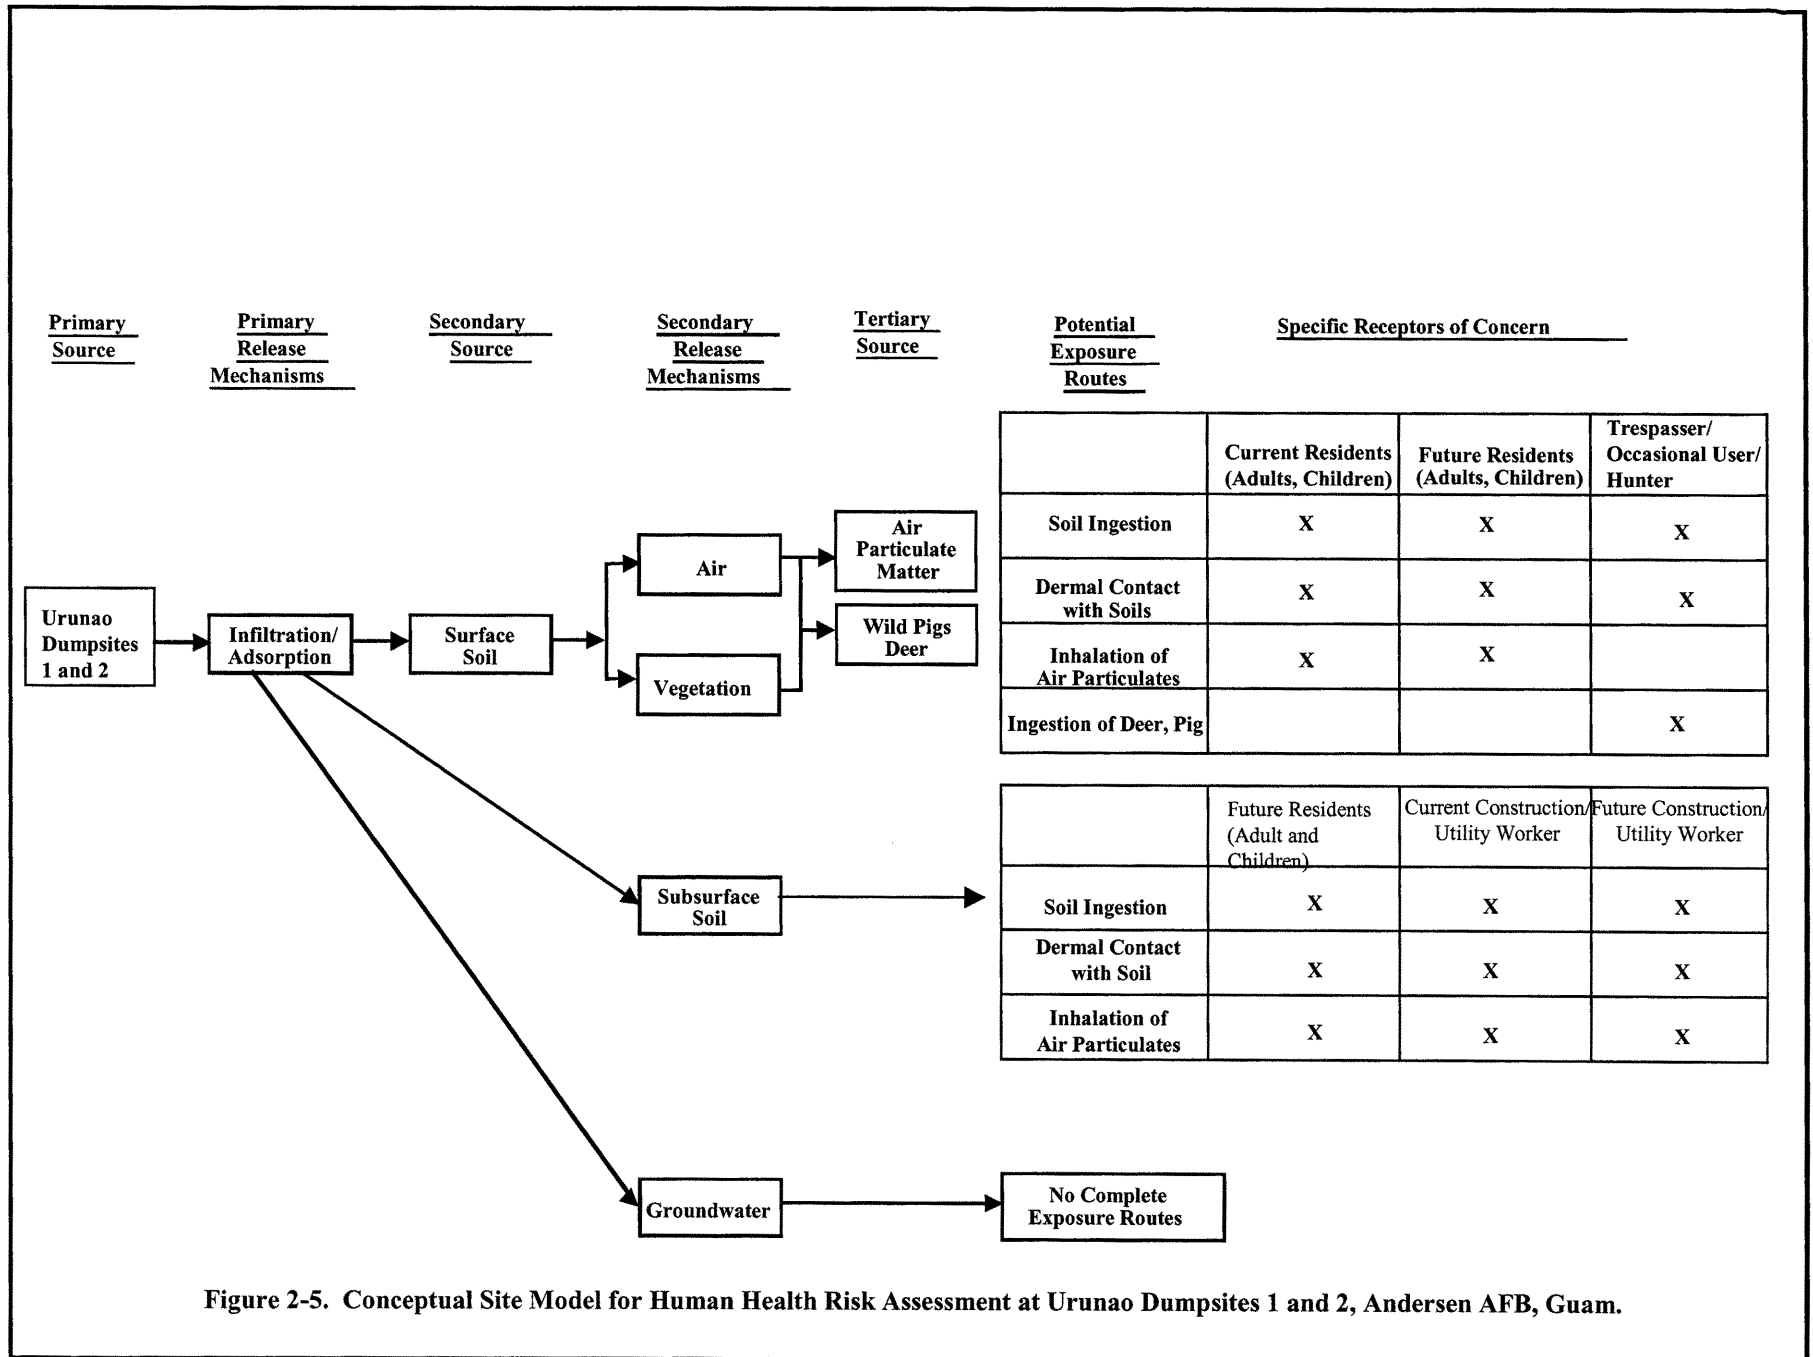 Primary
Source
Primary
Release
Mechanisms
Secondary
Source
Secondary
Release
Mechanisms
Tertiary
Source
Potential
Exposure
Routes
Specific Receptors of Concern
Urunao
Dumpsites
1 and 2
Infiltration/
Adsorption
Surface
Soil
Air
Vegetation
Air
Particulate
Matter
Wild Pigs
Deer
Current Residents
(Adults, Children)
Future Residents
(Adults, Children)
Trespasser/
Occasional User/
Hunter
Soil Ingestion
X
X
X
Dermal Contact
with Soils
X
X
X
Inhalation of
Air Particulates
X
X
Ingestion of Deer, Pig
X
Subsurface
Soil
Future Residents
(Adult and
Children)
Current Construction/
Utility Worker
Future Construction/
Utility Worker
Soil Ingestion
X
X
X
Dermal Contact
with Soil
X
X
X
Inhalation of
Air Particulates
X
X
X
Groundwater
No Complete
Exposure Routes
Figure 2-5. Conceptual Site Model for Human Health Risk Assessment at Urunao Dumpsites 1 and 2, Andersen AFB, Guam.